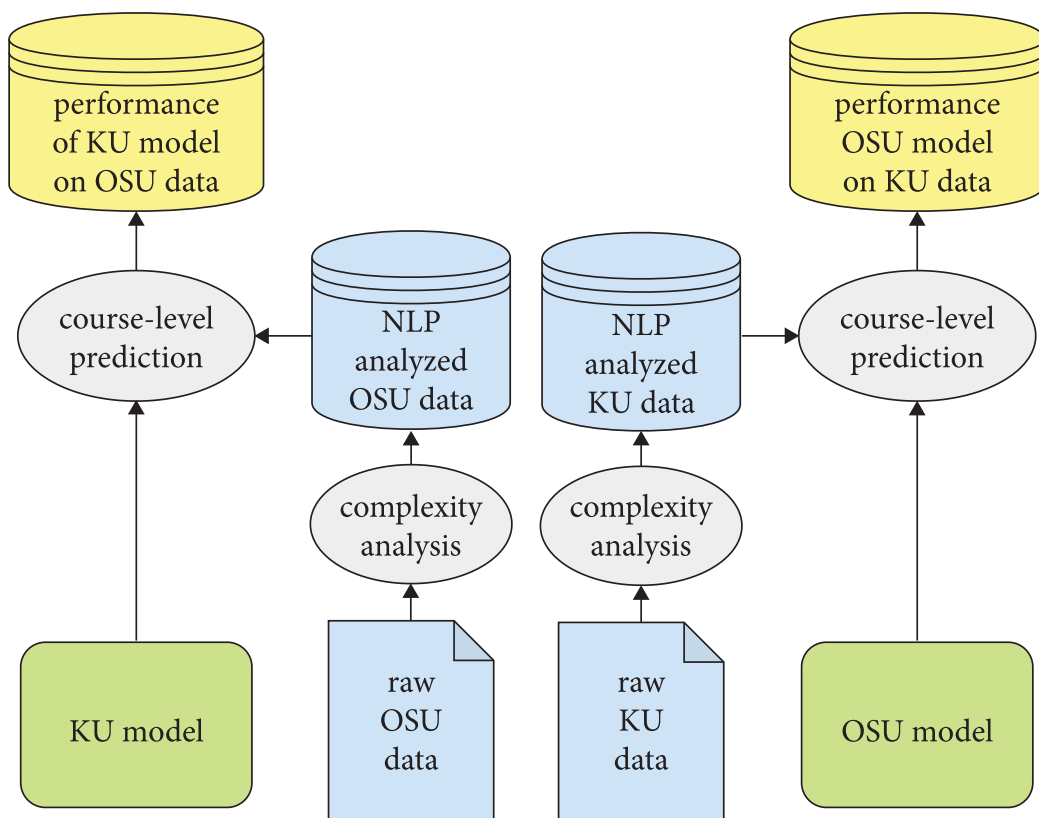 performance
of KU model
on OSU data
performance
OSU model
on KU data
course-level
prediction
NLP
analyzed
OSU data
NLP
analyzed
KU data
course-level
prediction
complexity
analysis
complexity
analysis
KU model
raw
OSU
data
raw
KU
data
OSU model